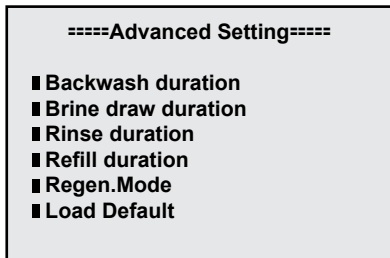 =====Advanced Setting=====
Backwash duration
Brine draw duration
Rinse duration
Refill duration
Regen.Mode
Load Default